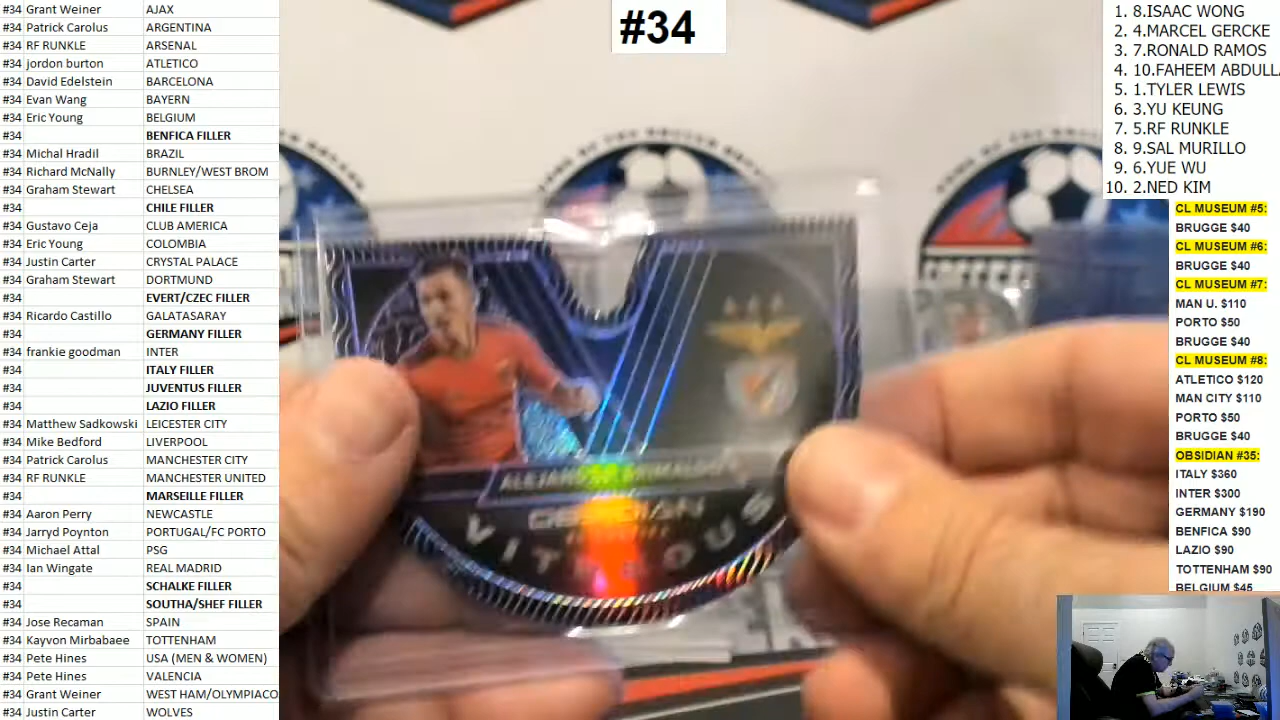 #34 Grant Weiner AJAX
#34 Patrick Carolus ARGENTINA
#34 RF RUNKLE ARSENAL
#34 jordon burton ATLETICO
#34 David Edelstein BARCELONA
#34 Evan Wang BAYERN
#34 Eric Young BELGIUM
#34 BENFICA FILLER
#34 Michal Hradil BRAZIL
#34 Richard McNally BURNLEY/WEST BROM
#34 Graham Stewart CHELSEA
#34 CHILE FILLER
#34 Gustavo Ceja CLUB AMERICA
#34 Eric Young COLOMBIA
#34 Justin Carter CRYSTAL PALACE
#34 Graham Stewart DORTMUND
#34 EVERT/CZEC FILLER
#34 Ricardo Castillo GALATASARAY
#34 GERMANY FILLER
#34 frankie goodman INTER
#34 ITALY FILLER
#34 JUVENTUS FILLER
#34 LAZIO FILLER
#34 Matthew Sadkowski LEICESTER CITY
#34 Mike Bedford LIVERPOOL
#34 Patrick Carolus MANCHESTER CITY
#34 RF RUNKLE MANCHESTER UNITED
#34 MARSEILLE FILLER
#34 Aaron Perry NEWCASTLE
#34 Jarryd Poynton PORTUGAL/FC PORTO
#34 Michael Attal PSG
#34 Ian Wingate REAL MADRID
#34 SCHALKE FILLER
#34 SOUTHA/SHEF FILLER
#34 Jose Recaman SPAIN
#34 Kayvon Mirbabaee TOTTENHAM
#34 Pete Hines USA (MEN & WOMEN)
#34 Pete Hines VALENCIA
#34 Grant Weiner WEST HAM/OLYMPIACO
#34 Justin Carter WOLVES
#34
OBSIDIAN
VITREOUS
1. 8.ISAAC WONG
2. 4.MARCEL GERCKE
3. 7.RONALD RAMOS
4. 10.FAHEEM ABDULL
5. 1.TYLER LEWIS
6. 3.YU KEUNG
7. 5.RF RUNKLE
8. 9.SAL MURILLO
9. 6.YUE WU
10. 2.NED KIM
CL MUSEUM #5:
BRUGGE $40
CL MUSEUM #6:
BRUGGE $40
CL MUSEUM #7:
MAN U. $110
PORTO $50
BRUGGE $40
CL MUSEUM #8:
ATLETICO $120
MAN CITY $110
PORTO $50
BRUGGE $40
OBSIDIAN #35:
ITALY $360
INTER $300
GERMANY $190
BENFICA $90
LAZIO $90
TOTTENHAM $90
BELGIUM $45